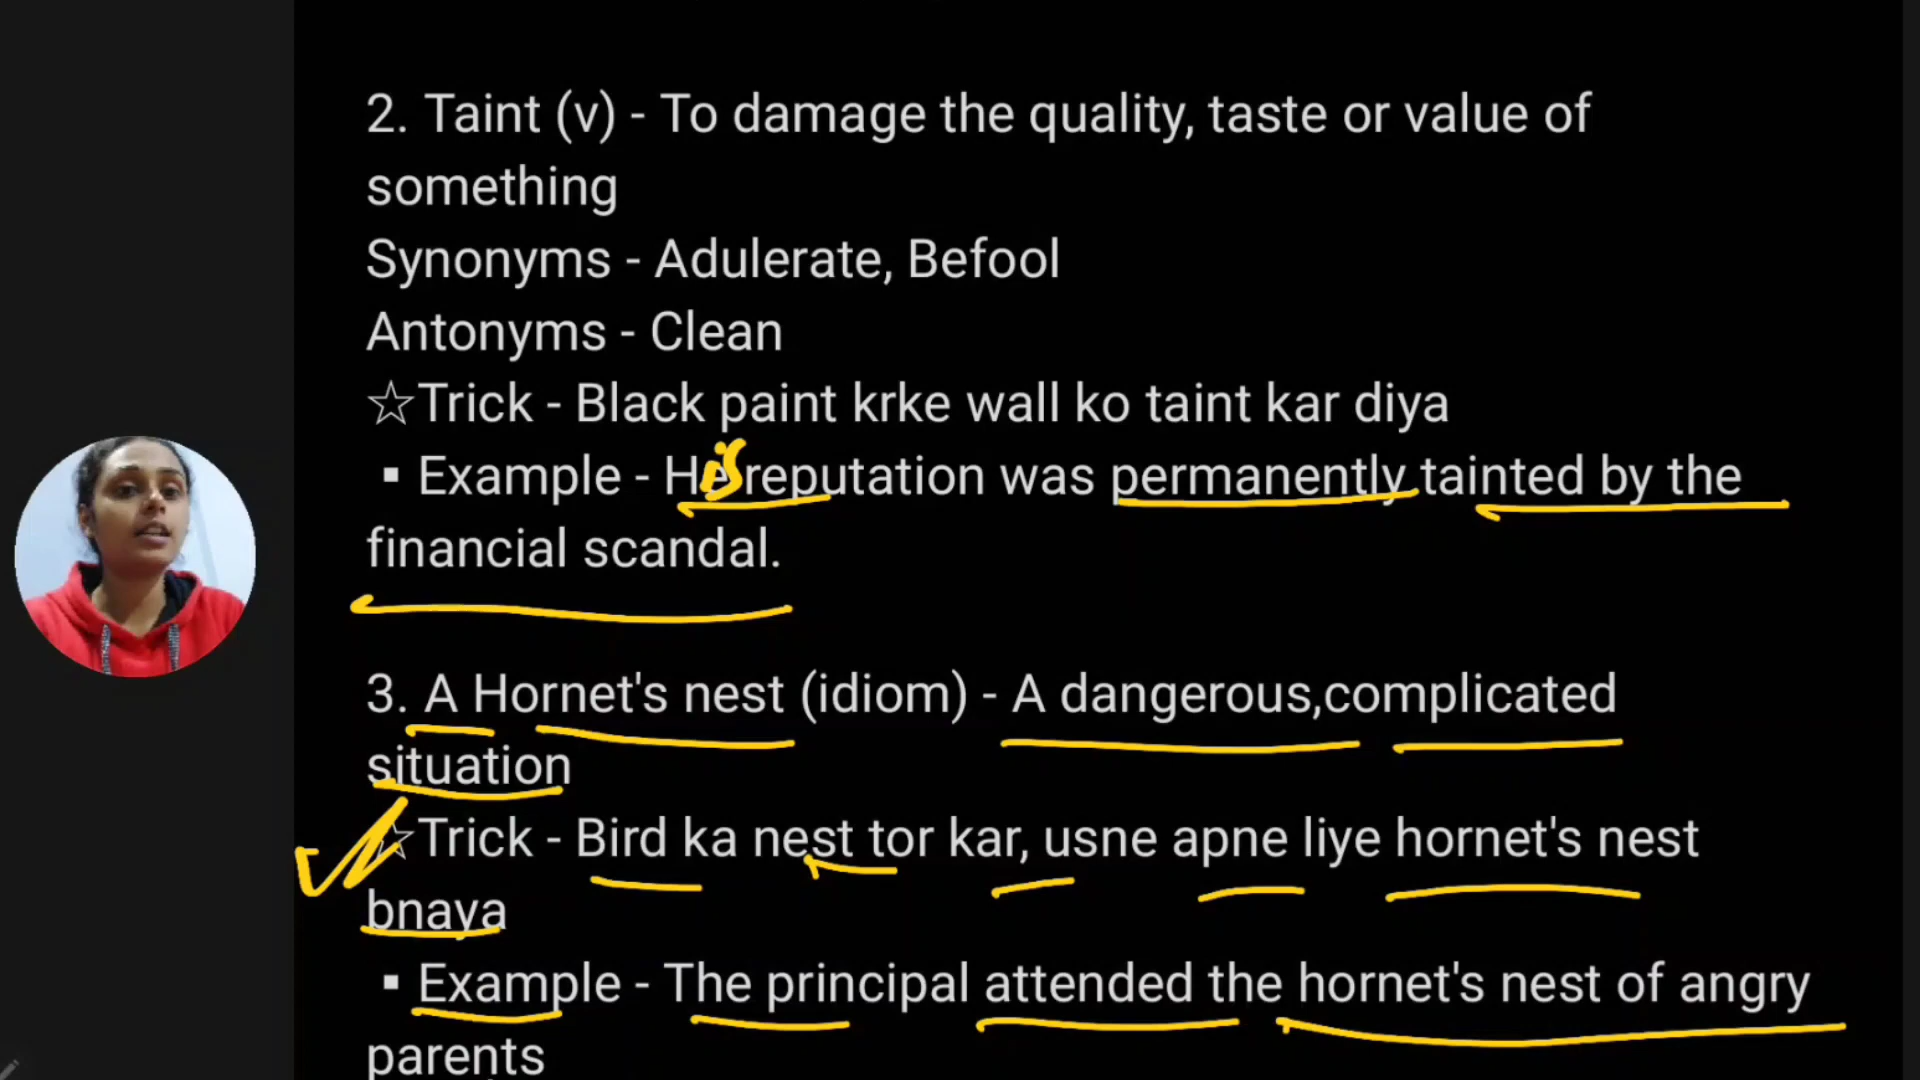 2. Taint (v) - To damage the quality, taste or value of
something
Synonyms - Adulerate, Befool
Antonyms - Clean
☆Trick - Black paint krke wall ko taint kar diya
▪ Example - His reputation was permanently tainted by the
financial scandal.
3. A Hornet's nest (idiom) - A dangerous,complicated
situation
☆Trick - Bird ka nest tor kar, usne apne liye hornet's nest
bnaya
▪ Example - The principal attended the hornet's nest of angry
parents